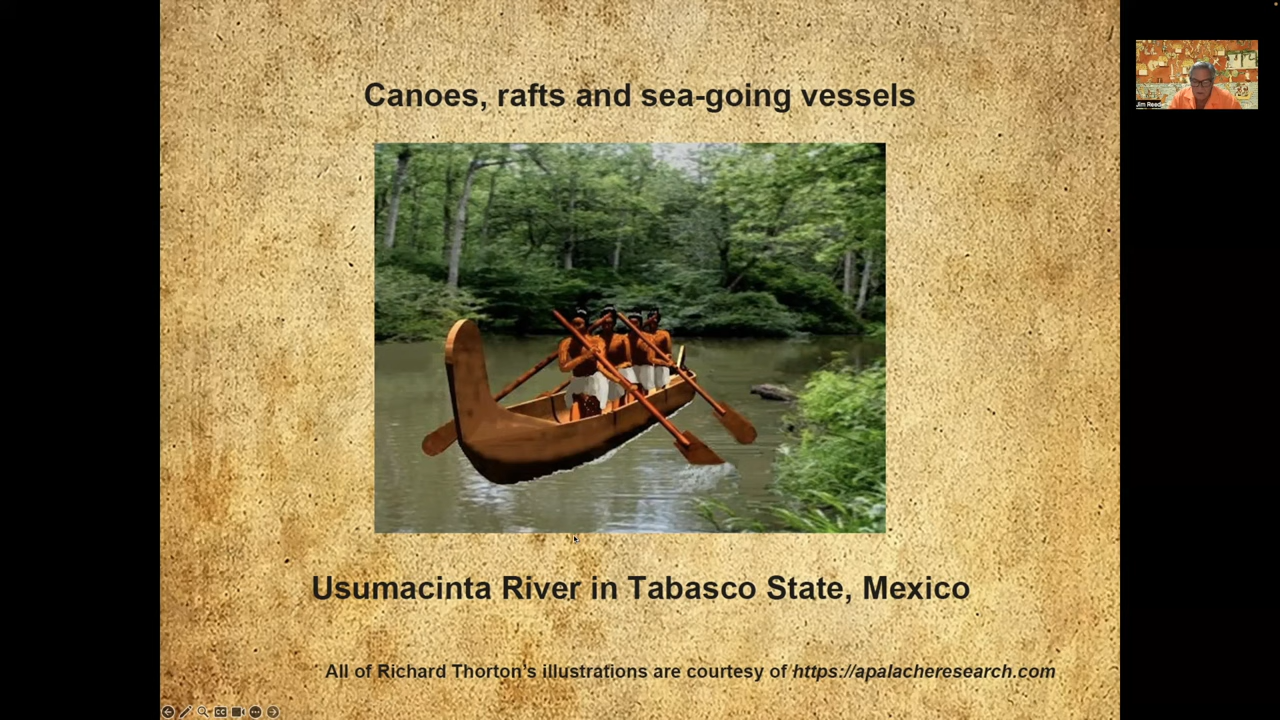 Canoes, rafts and sea-going vessels
Jim Reed
Usumacinta River in Tabasco State, Mexico
All of Richard Thorton's illustrations are courtesy of https://apalacheresearch.com
CC